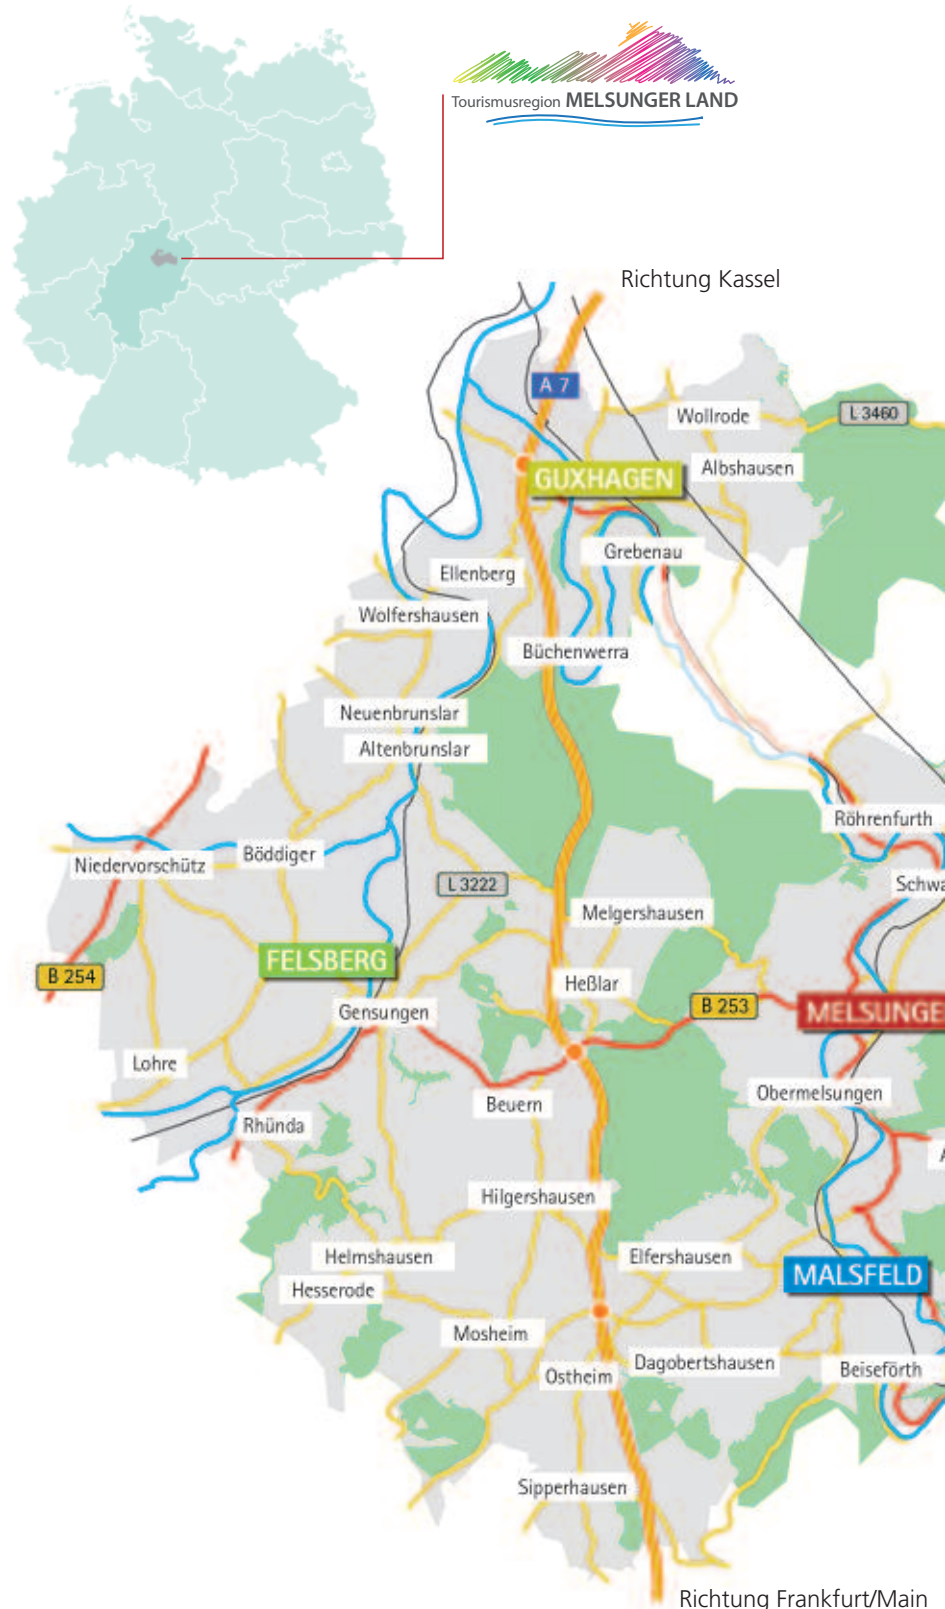 Tourismusregion MELSUNGER LAND
Richtung Kassel
A 7
Wollrode
L 3460
GUXHAGEN
Albshausen
Grebenau
Ellenberg
Wolfershausen
Büchenwerra
Neuenbrunslar
Altenbrunslar
Röhrenfurth
Böddiger
Niedervorschütz
L 3222
Schwa
Melgershausen
FELSBERG
B 254
Heßlar
B 253
Gensungen
MELSUNGE
Lohre
Obermelsungen
Beuern
Rhünda
A
Hilgershausen
Helmshausen
Elfershausen
MALSFELD
Hesserode
Mosheim
Dagobertshausen
Ostheim
Beiseförth
Sipperhausen
Richtung Frankfurt/Main